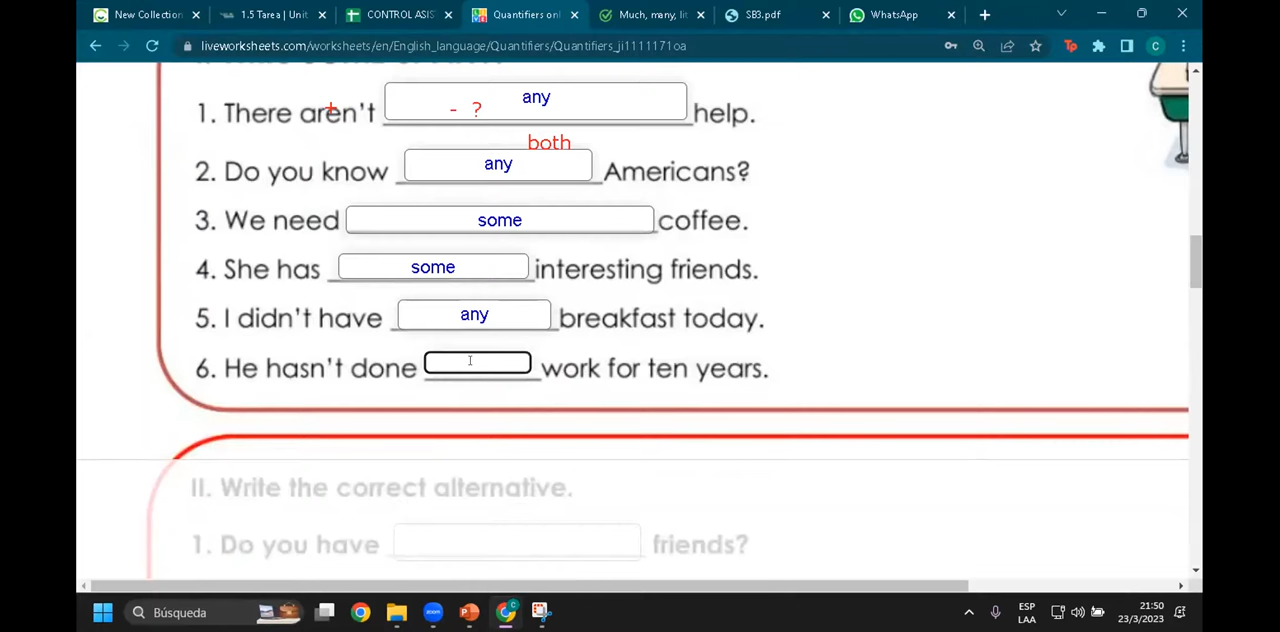 New Collection
1.5 Tarea | Unit
CONTROL ASIS
Quantifiers onl
Much, many, lit
SB3.pdf
WhatsApp
liveworksheets.com/worksheets/en/English_language/Quantifiers/Quantifiers_ji1111171oa
1. There aren't any help.
+ - ?
both
2. Do you know any Americans?
3. We need some coffee.
4. She has some interesting friends.
5. I didn't have any breakfast today.
6. He hasn't done work for ten years.
II. Write the correct alternative.
1. Do you have friends?
Búsqueda
zoom
ESP
LAA
21:50
23/3/2023